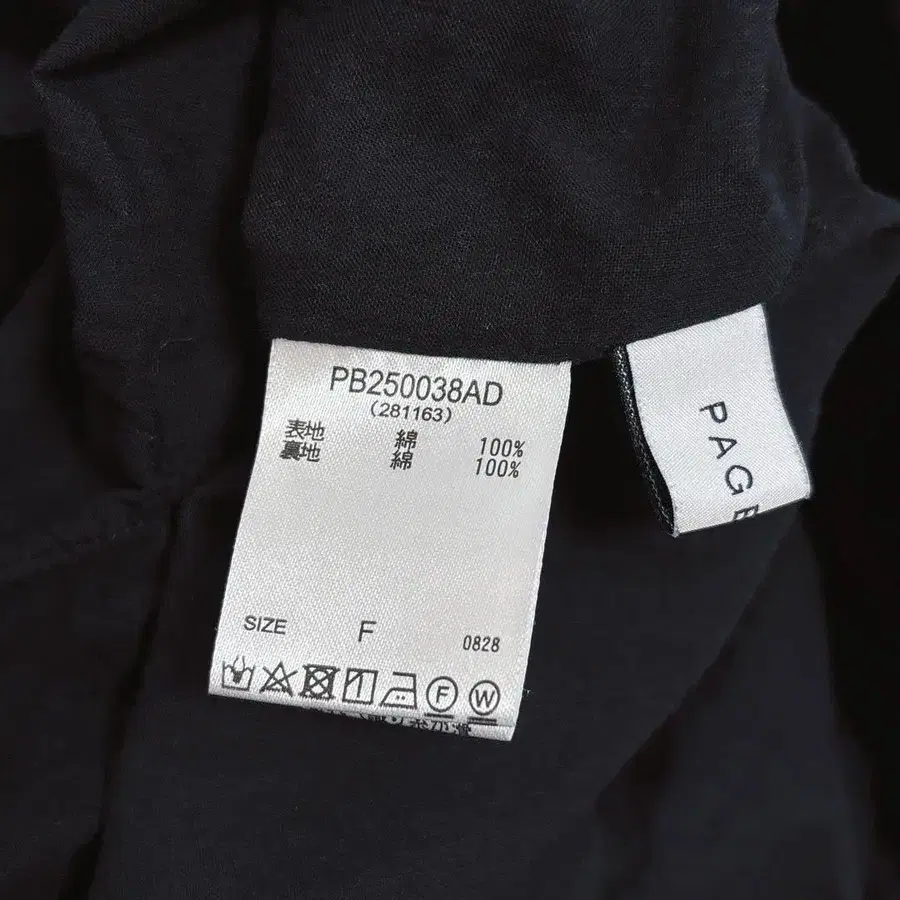 PB250038AD
(281163)
表地 綿 100%
裏地 綿 100%
SIZE F 0828
F W
PAGE